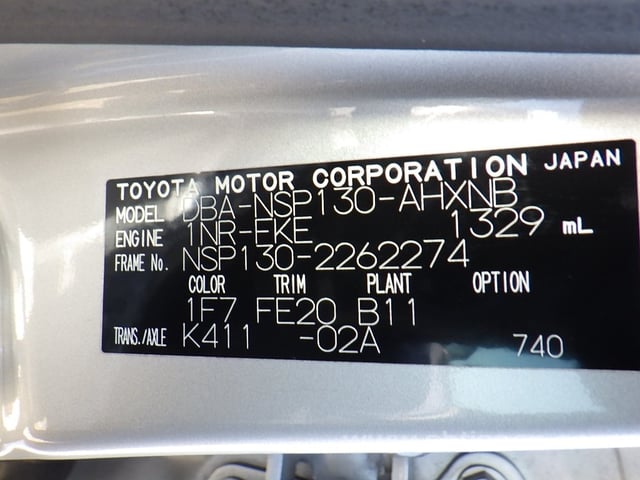 TOYOTA MOTOR CORPORATION JAPAN
MODEL DBA-NSP130-AHXNB
ENGINE 1NR-FKE 1329 mL
FRAME No. NSP130-2262274
COLOR TRIM PLANT OPTION
1F7 FE20 B11
TRANS./AXLE K411 -02A 740